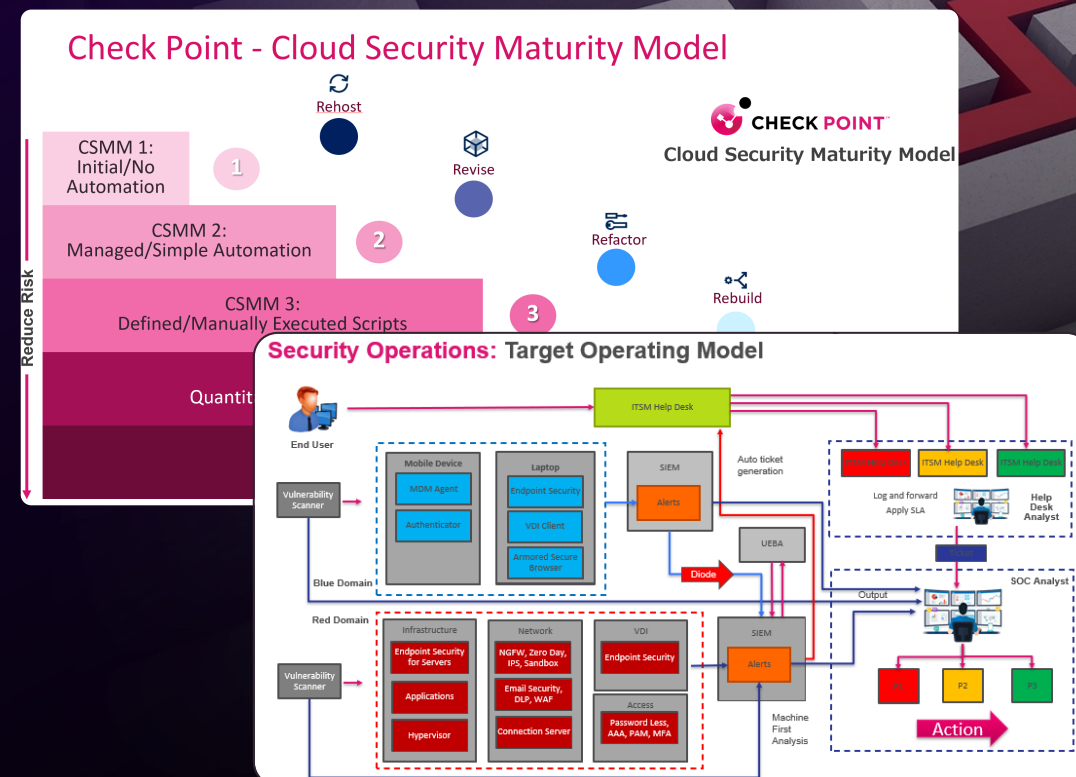 Check Point - Cloud Security Maturity Model
Rehost
CHECK POINT
Cloud Security Maturity Model
CSMM 1:
Initial/No
Automation
1
Revise
CSMM 2:
Managed/Simple Automation
2
Refactor
CSMM 3:
Defined/Manually Executed Scripts
3
Rebuild
Reduce Risk
Quantit
Security Operations: Target Operating Model
End User
ITSM Help Desk
Auto ticket
generation
ITSM Help Desk
ITSM Help Desk
ITSM Help Desk
Log and forward
Apply SLA
Help
Desk
Analyst
Ticket
Vulnerability
Scanner
Mobile Device
MDM Agent
Authenticator
Laptop
Endpoint Security
VDI Client
Armored Secure
Browser
SIEM
Alerts
UEBA
Diode
Blue Domain
Output
SOC Analyst
Red Domain
Vulnerability
Scanner
Infrastructure
Endpoint Security
for Servers
Applications
Hypervisor
Network
NGFW, Zero Day,
IPS, Sandbox
Email Security,
DLP, WAF
Connection Server
VDI
Endpoint Security
Access
Password Less,
AAA, PAM, MFA
SIEM
Alerts
Machine
First
Analysis
P1
P2
P3
Action